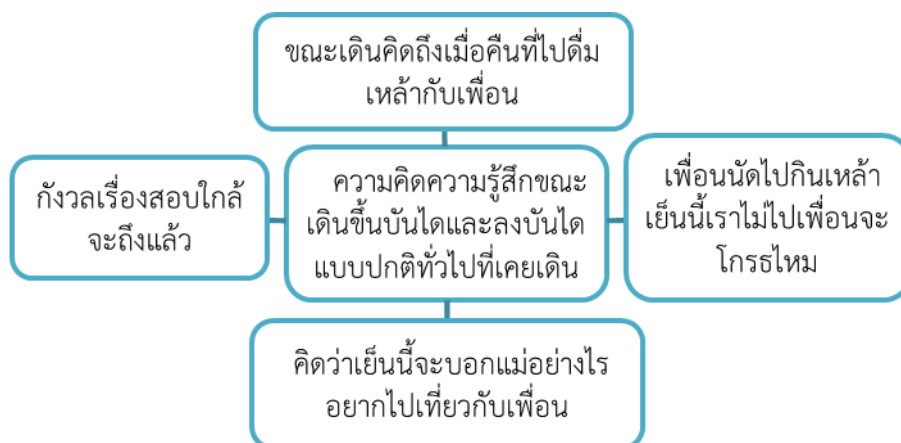 ขณะเดินคิดถึงเมื่อคืนที่ไปดื่ม
เหล้ากับเพื่อน
กังวลเรื่องสอบใกล้
จะถึงแล้ว
ความคิดความรู้สึกขณะ
เดินขึ้นบันไดและลงบันได
แบบปกติทั่วไปที่เคยเดิน
เพื่อนนัดไปกินเหล้า
เย็นนี้เราไม่ไปเพื่อนจะ
โกรธไหม
คิดว่าเย็นนี้จะบอกแม่อย่างไร
อยากไปเที่ยวกับเพื่อน